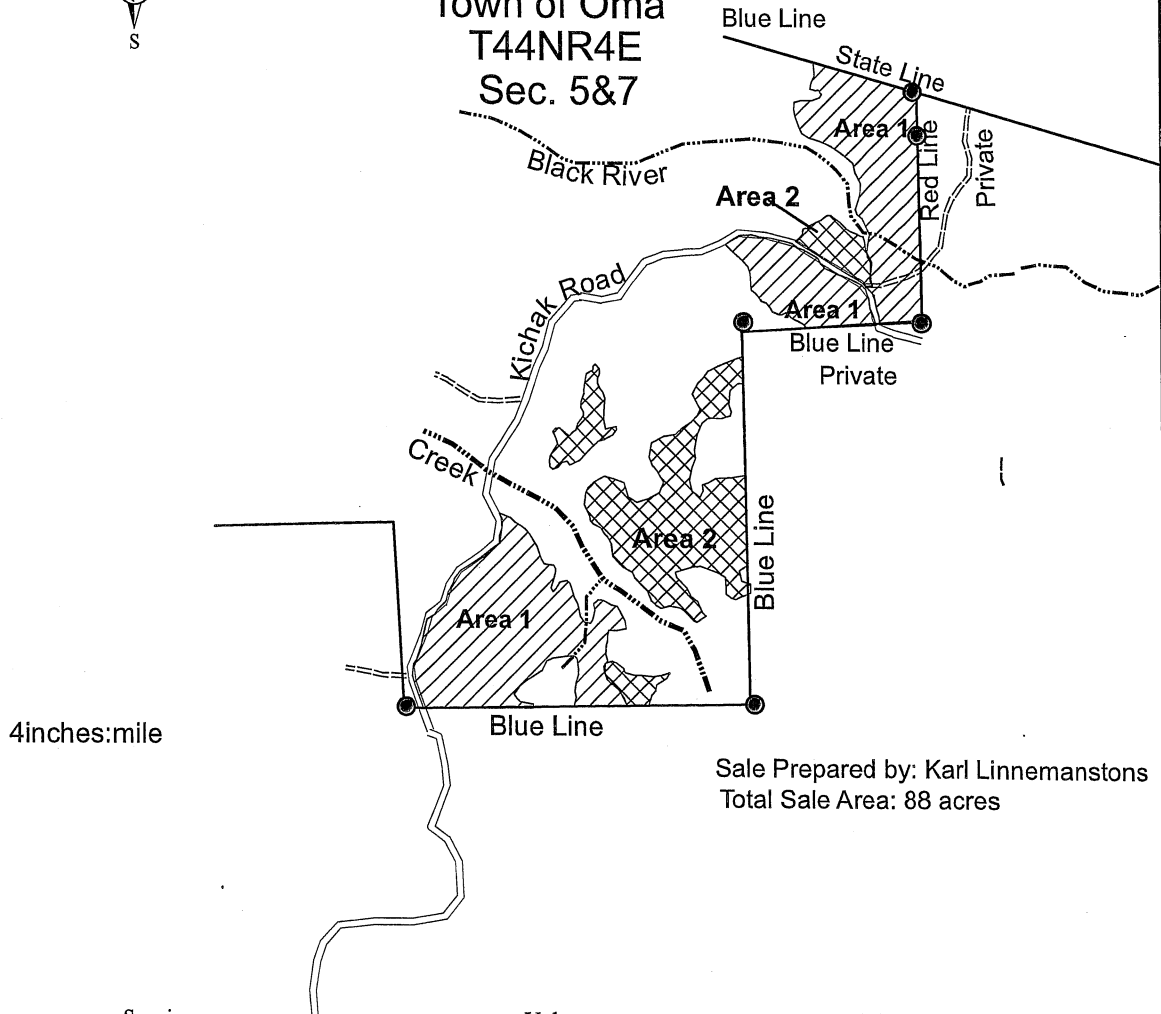 S
Town of Oma
T44NR4E
Sec. 5&7
Blue Line
State Line
Area 1
Red Line
Private
Black River
Area 2
Kichak Road
Area 1
Blue Line
Private
Creek
Area 2
Blue Line
Area 1
Blue Line
4inches:mile
Sale Prepared by: Karl Linnemanstons
Total Sale Area: 88 acres